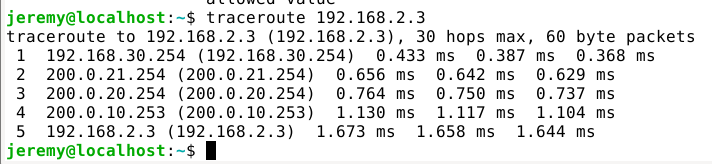 allowed value
jeremy@localhost:~$ traceroute 192.168.2.3
traceroute to 192.168.2.3 (192.168.2.3), 30 hops max, 60 byte packets
 1  192.168.30.254 (192.168.30.254)  0.433 ms  0.387 ms  0.368 ms
 2  200.0.21.254 (200.0.21.254)  0.656 ms  0.642 ms  0.629 ms
 3  200.0.20.254 (200.0.20.254)  0.764 ms  0.750 ms  0.737 ms
 4  200.0.10.253 (200.0.10.253)  1.130 ms  1.117 ms  1.104 ms
 5  192.168.2.3 (192.168.2.3)  1.673 ms  1.658 ms  1.644 ms
jeremy@localhost:~$